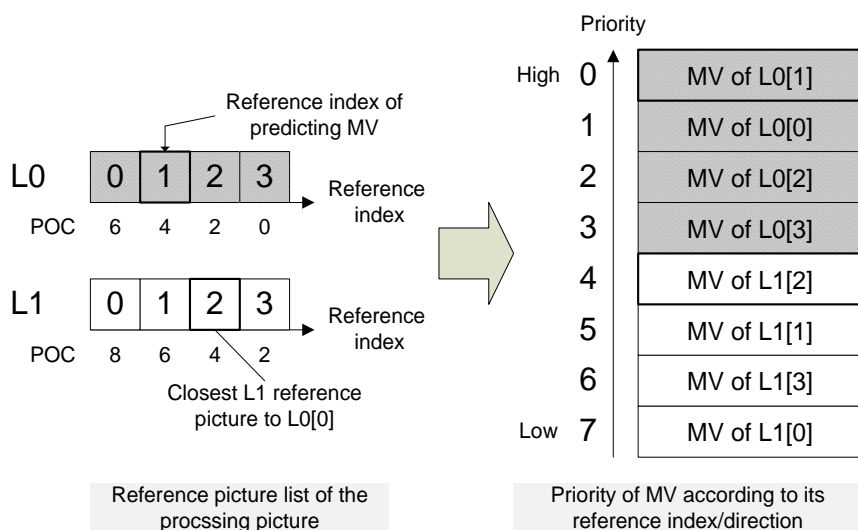 Priority
High 0 MV of L0[1]
1 MV of L0[0]
2 MV of L0[2]
3 MV of L0[3]
4 MV of L1[2]
5 MV of L1[1]
6 MV of L1[3]
Low 7 MV of L1[0]
Reference index of
predicting MV
L0 0 1 2 3
Reference
index
POC 6 4 2 0
L1 0 1 2 3
Reference
index
POC 8 6 4 2
Closest L1 reference
picture to L0[0]
Reference picture list of the
procssing picture
Priority of MV according to its
reference index/direction